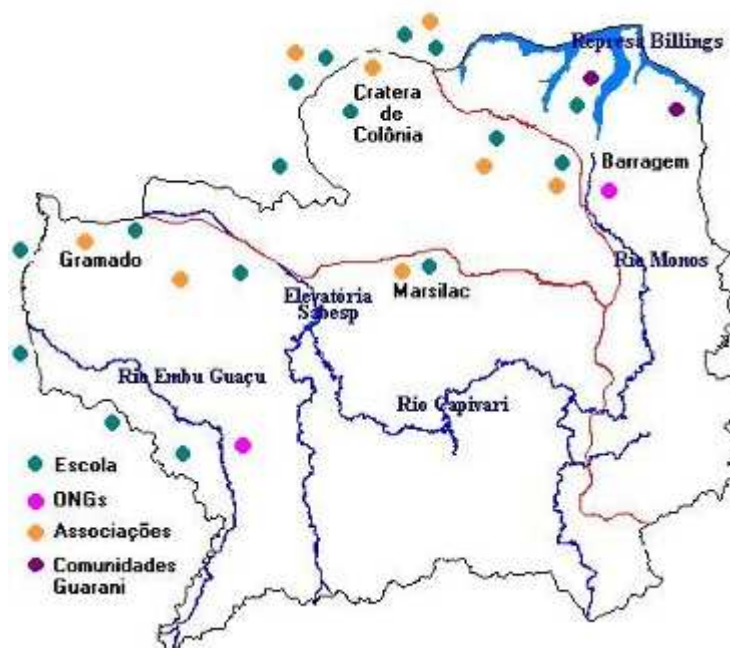 Represa Billings
Cratera
de
Colônia
Barragem
Gramado
Rio Monos
Elevatória
Sabesp
Marsilac
Rio Embu Guaçu
Rio Capivari
Escola
ONGs
Associações
Comunidades
Guarani